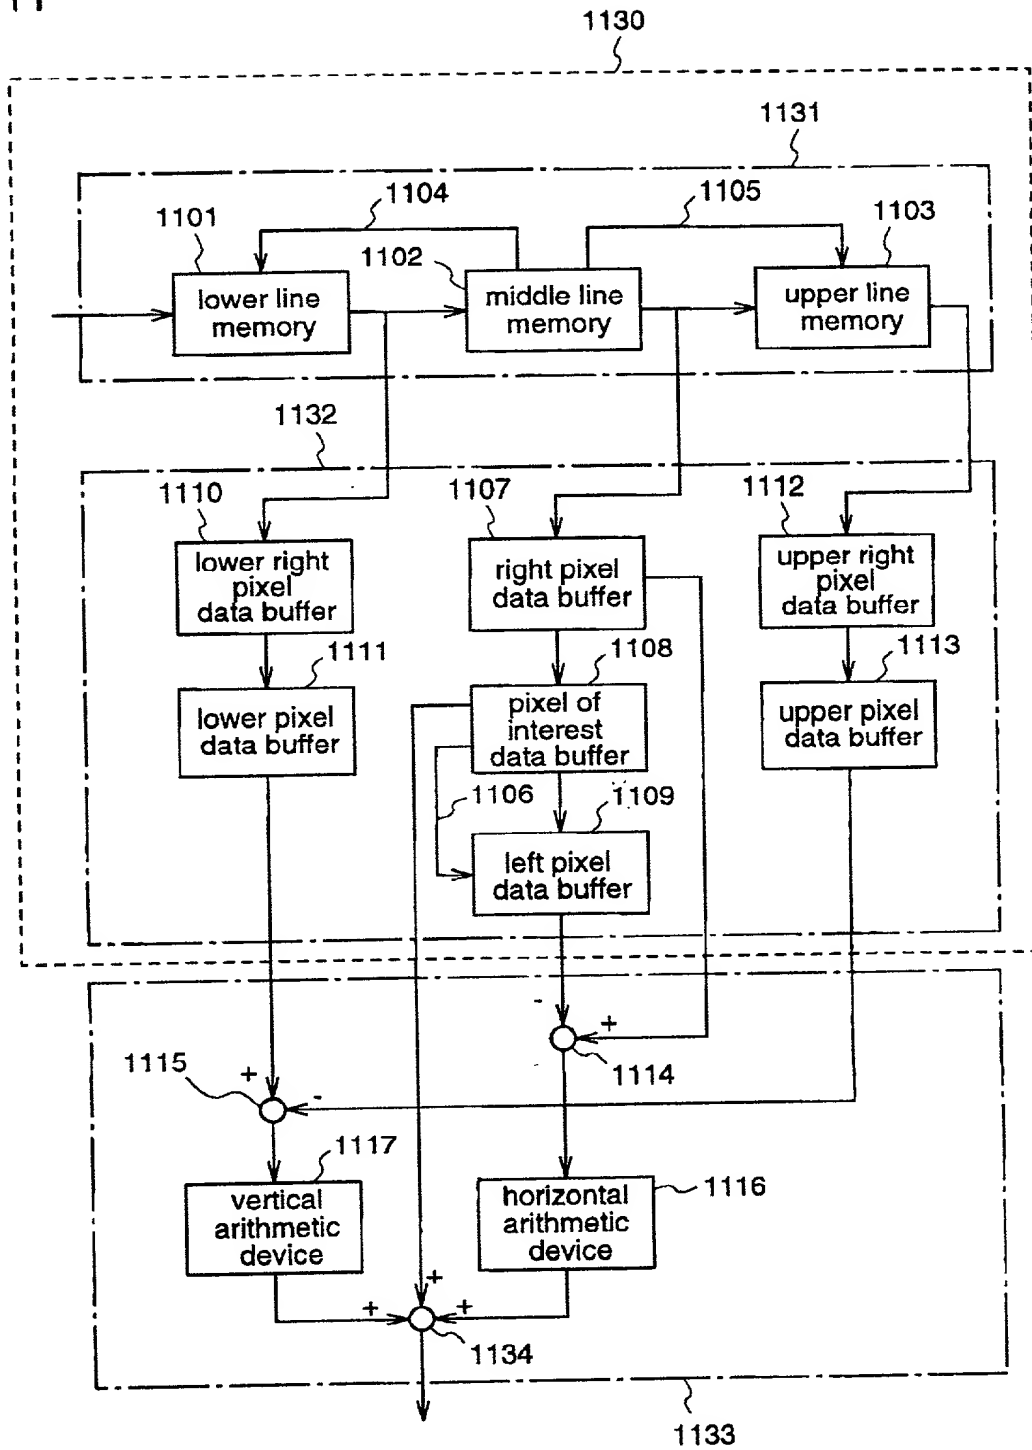 1130
1131
1104
1105
1101
1103
1102
lower line
memory
middle line
memory
upper line
memory
1132
1110
1107
1112
lower right
pixel
data buffer
right pixel
data buffer
upper right
pixel
data buffer
1111
1108
1113
lower pixel
data buffer
pixel of
interest
data buffer
upper pixel
data buffer
1106
1109
left pixel
data buffer
-
+
1114
1115
+
-
1117
1116
vertical
arithmetic
device
horizontal
arithmetic
device
+
+
+
1134
1133